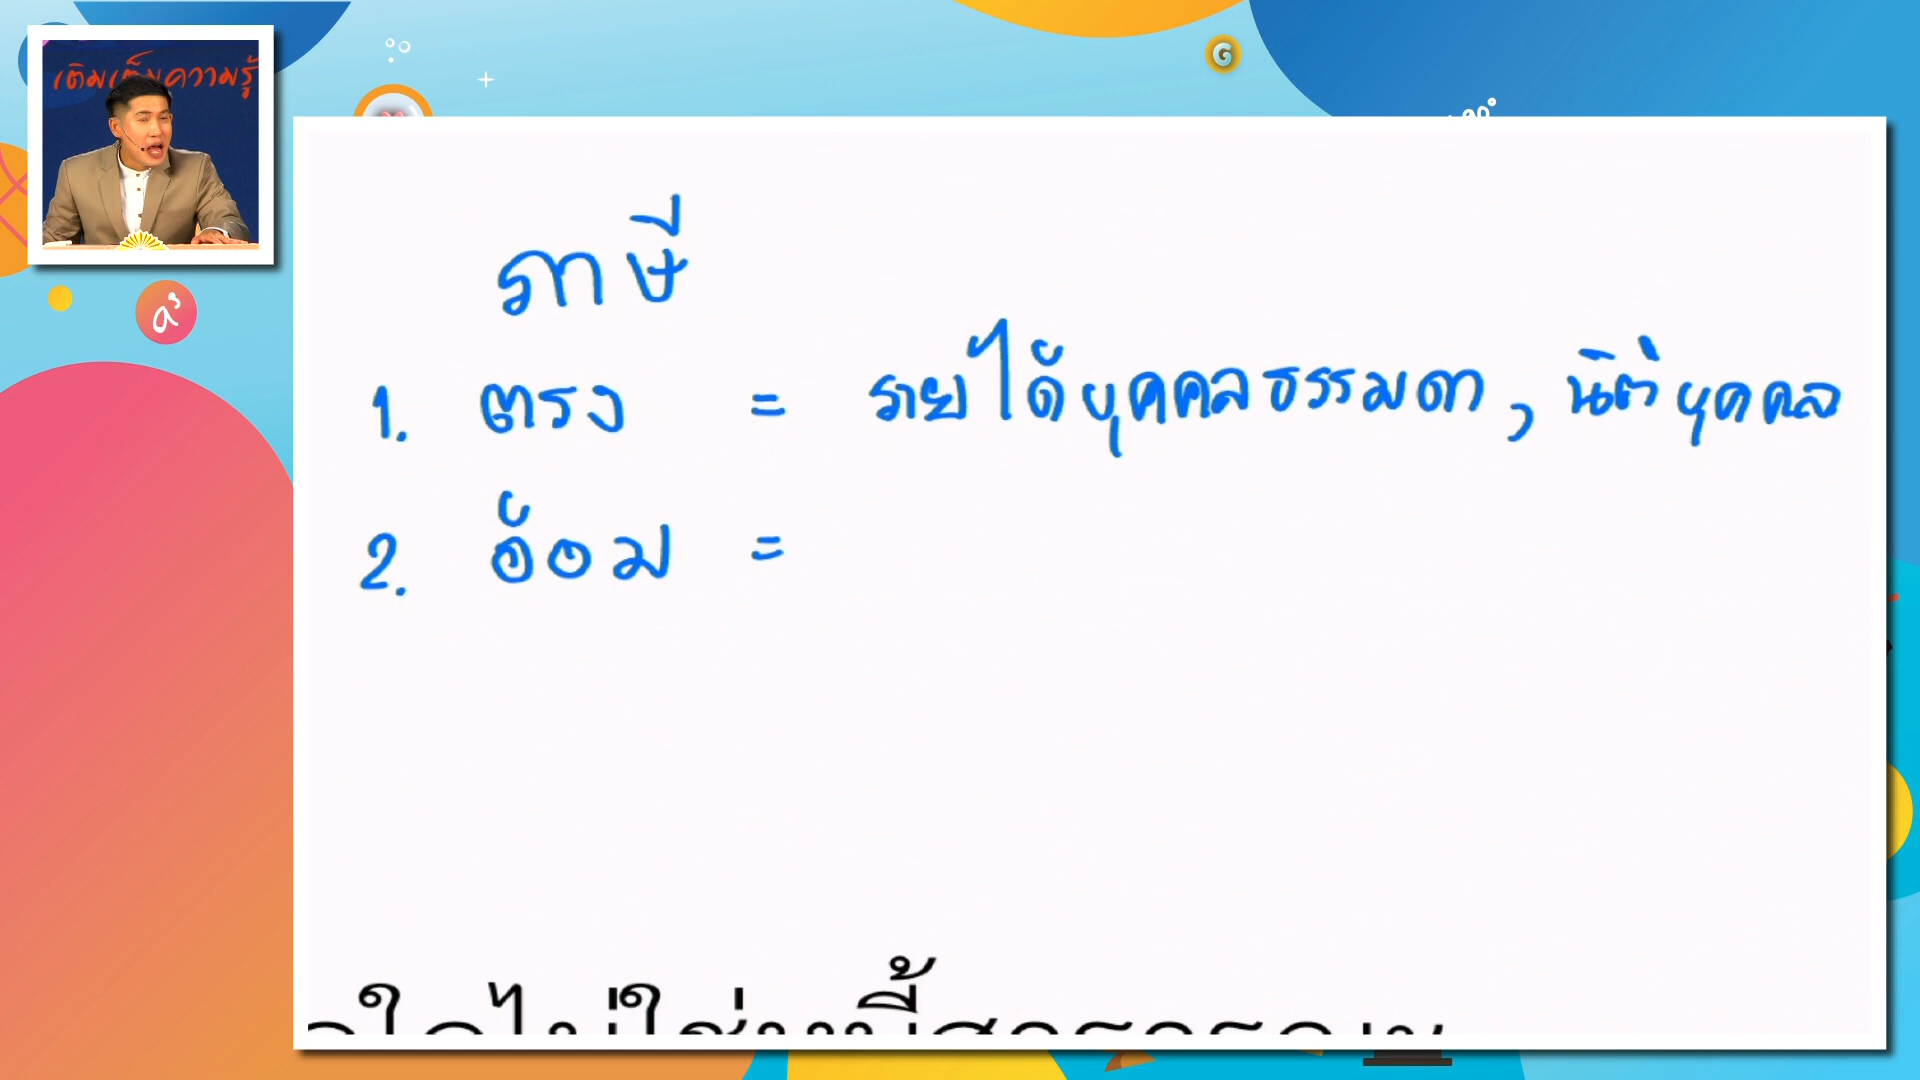 เติมเต็มความรู้
G
a³
ภาษี
1. ตรง = รายได้บุคคลธรรมดา, นิติบุคคล
2. อ้อม =